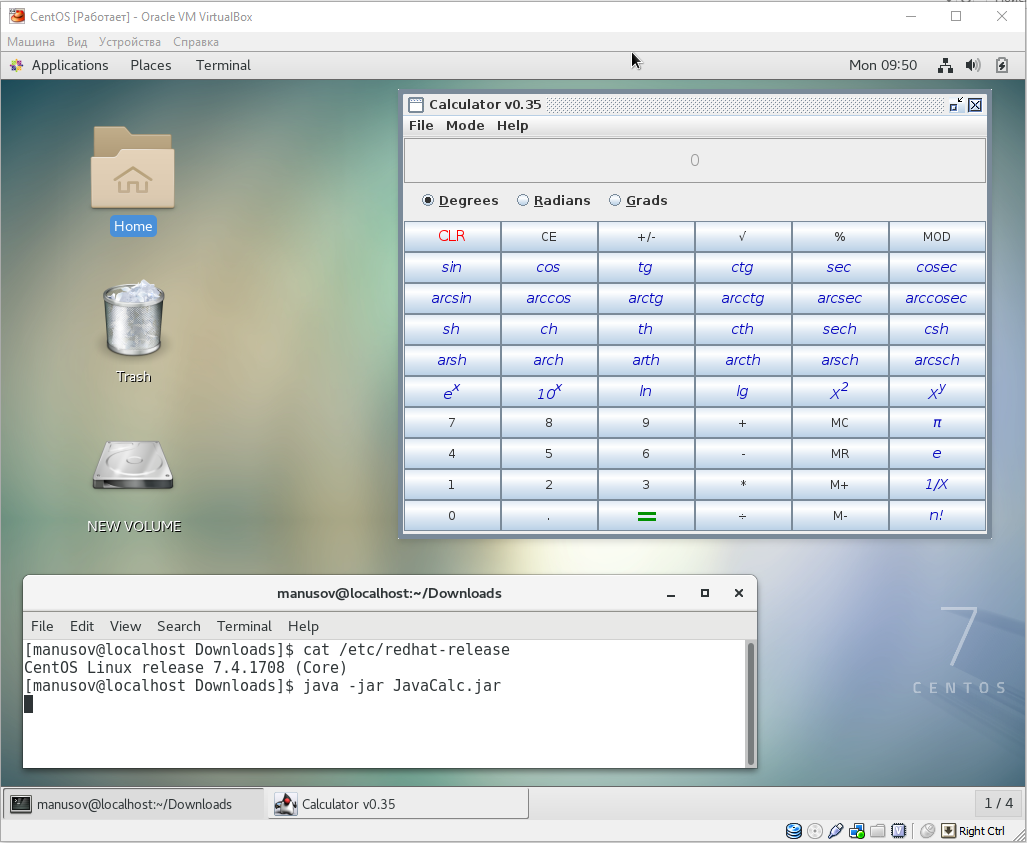 CentOS [Работает] - Oracle VM VirtualBox
Машина Вид Устройства Справка
Applications Places Terminal Mon 09:50
Calculator v0.35
File Mode Help
0
Degrees Radians Grads
CLR CE +/- √ % MOD
sin cos tg ctg sec cosec
arcsin arccos arctg arcctg arcsec arccosec
sh ch th cth sech csh
arsh arch arth arcth arsch arcsch
e^x 10^x ln lg X^2 X^y
7 8 9 + MC π
4 5 6 - MR e
1 2 3 * M+ 1/X
0 . = ÷ M- n!
Home
Trash
NEW VOLUME
manusov@localhost:~/Downloads
File Edit View Search Terminal Help
[manusov@localhost Downloads]$ cat /etc/redhat-release
CentOS Linux release 7.4.1708 (Core)
[manusov@localhost Downloads]$ java -jar JavaCalc.jar
7
CENTOS
manusov@localhost:~/Downloads Calculator v0.35 1 / 4
Right Ctrl